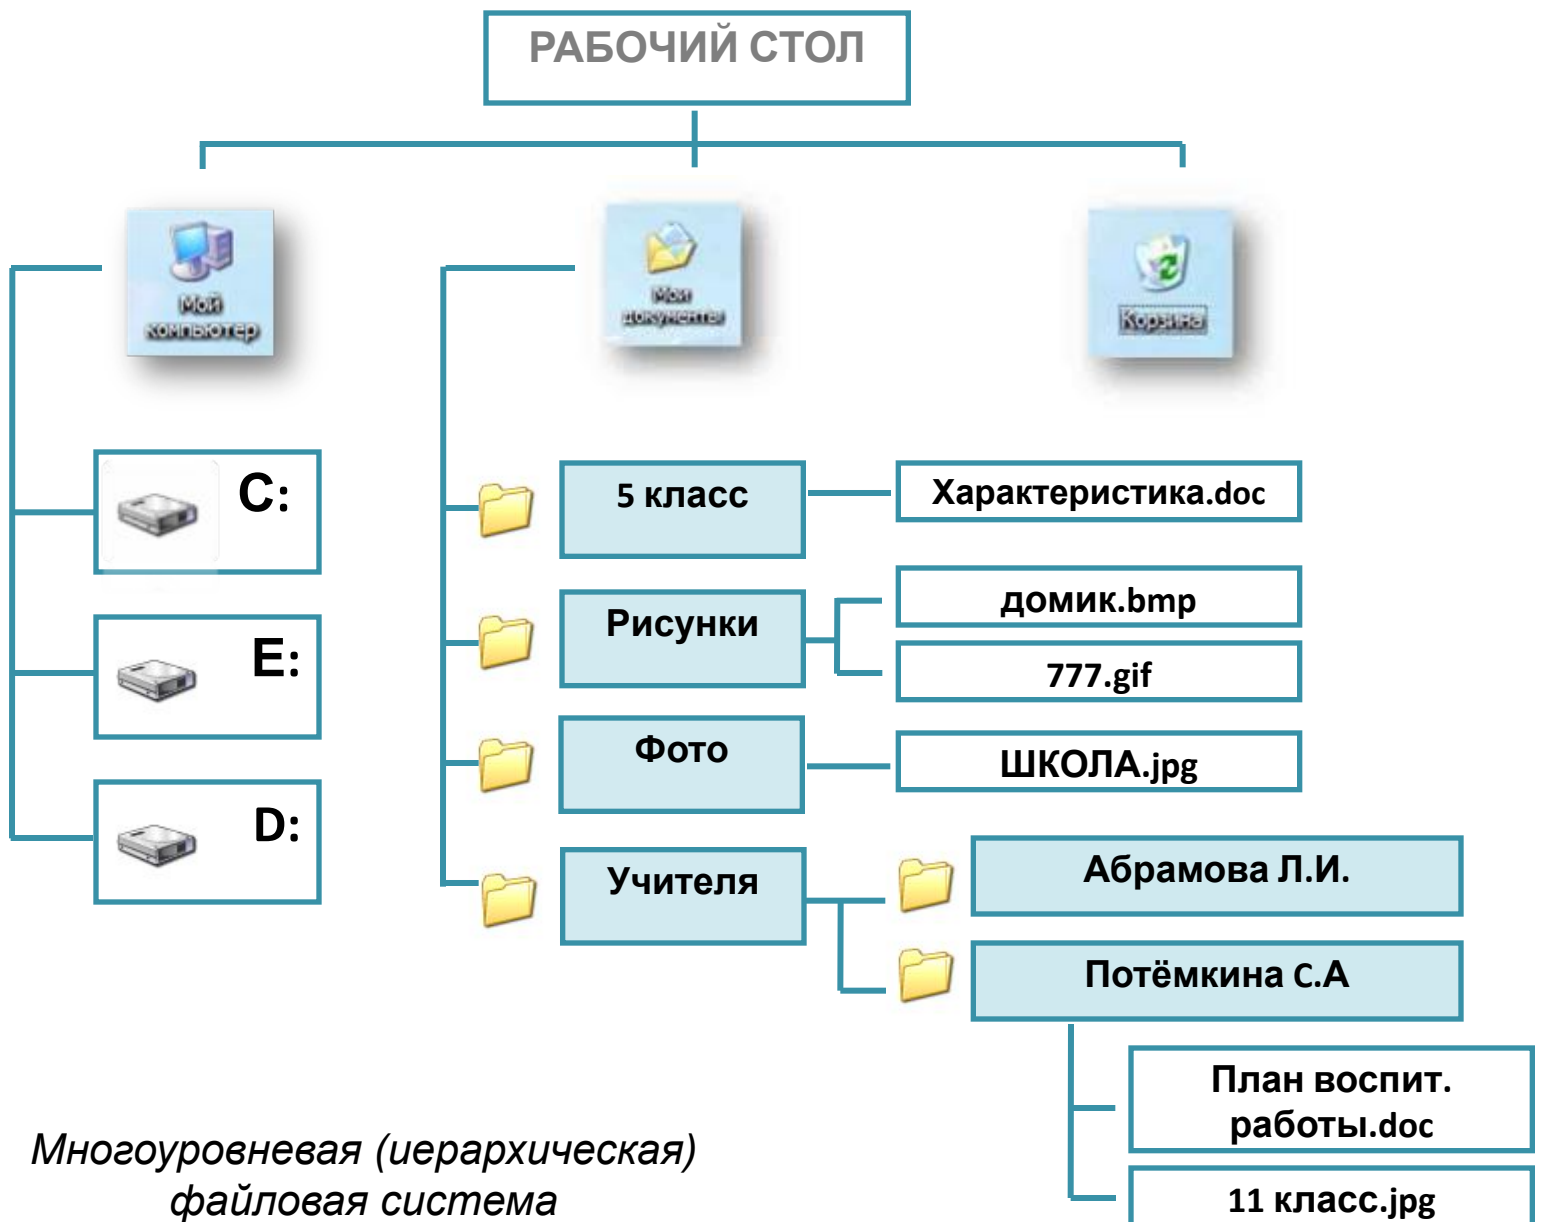 РАБОЧИЙ СТОЛ
Мой
компьютер
Мои
документы
Корзина
C:
E:
D:
5 класс
Характеристика.doc
Рисунки
домик.bmp
777.gif
Фото
ШКОЛА.jpg
Учителя
Абрамова Л.И.
Потёмкина С.А
План воспит.
работы.doc
11 класс.jpg
Многоуровневая (иерархическая)
файловая система